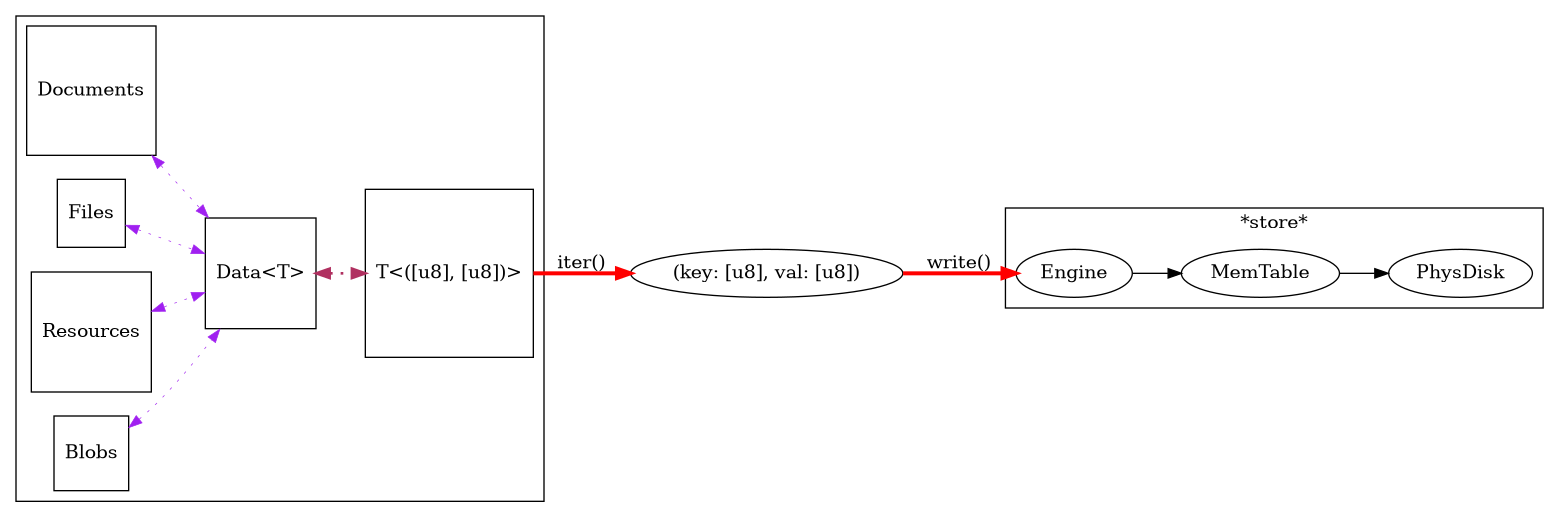 Documents
Files
Resources
Blobs
Data<T>
T<([u8], [u8])>
iter()
(key: [u8], val: [u8])
write()
*store*
Engine
MemTable
PhysDisk